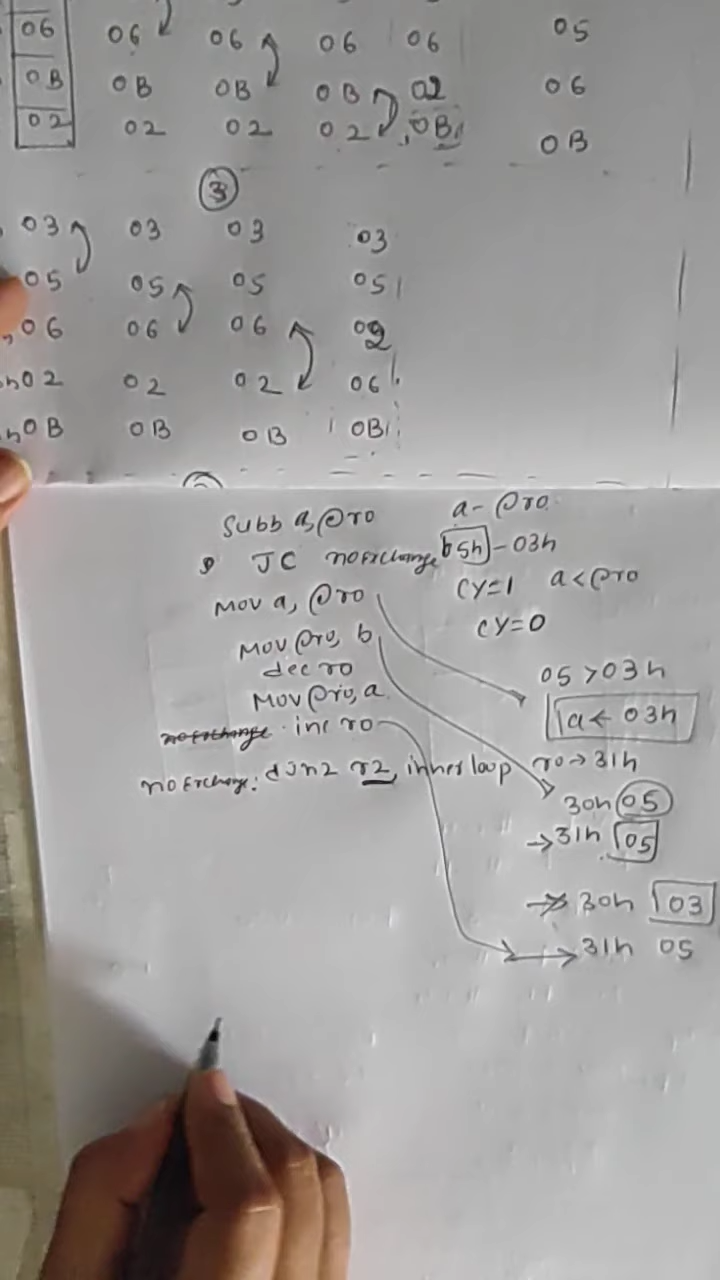 06 06 06 06 06 05
0B 0B 0B 0B 02 06
02 02 02 02 0B 0B
3
03 03 03 03
05 05 05 05
06 06 06 02
02 02 02 06
0B 0B 0B 0B
Subb a, @r0 a - @r0
JC noExchange 05h - 03h
CY=1 a < @r0
Mov a, @r0
CY=0
Mov @r0, b
dec r0 05 > 03h
Mov @r0, a
a ← 03h
noExchange inc r0
noExchange: djnz r2, inner loop r0 → 31h
30h 05
→ 31h 05
→ 30h 03
→ 31h 05